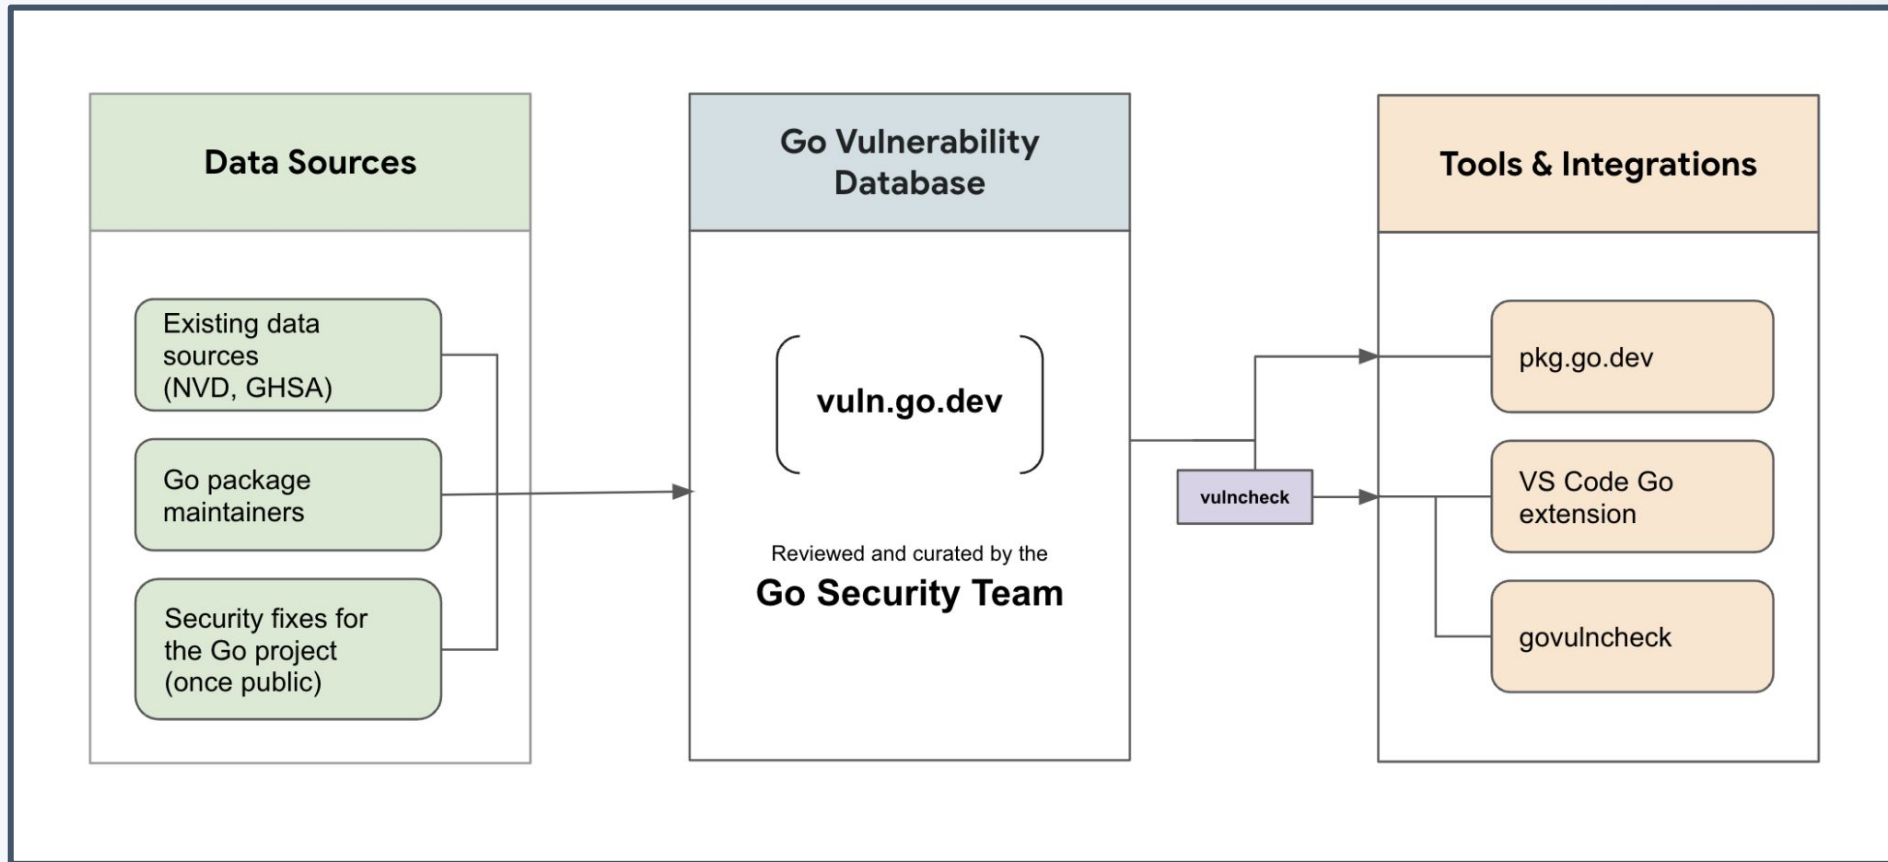 Data Sources
Existing data
sources
(NVD, GHSA)
Go package
maintainers
Security fixes for
the Go project
(once public)
Go Vulnerability
Database
vuln.go.dev
Reviewed and curated by the
Go Security Team
vulncheck
Tools & Integrations
pkg.go.dev
VS Code Go
extension
govulncheck